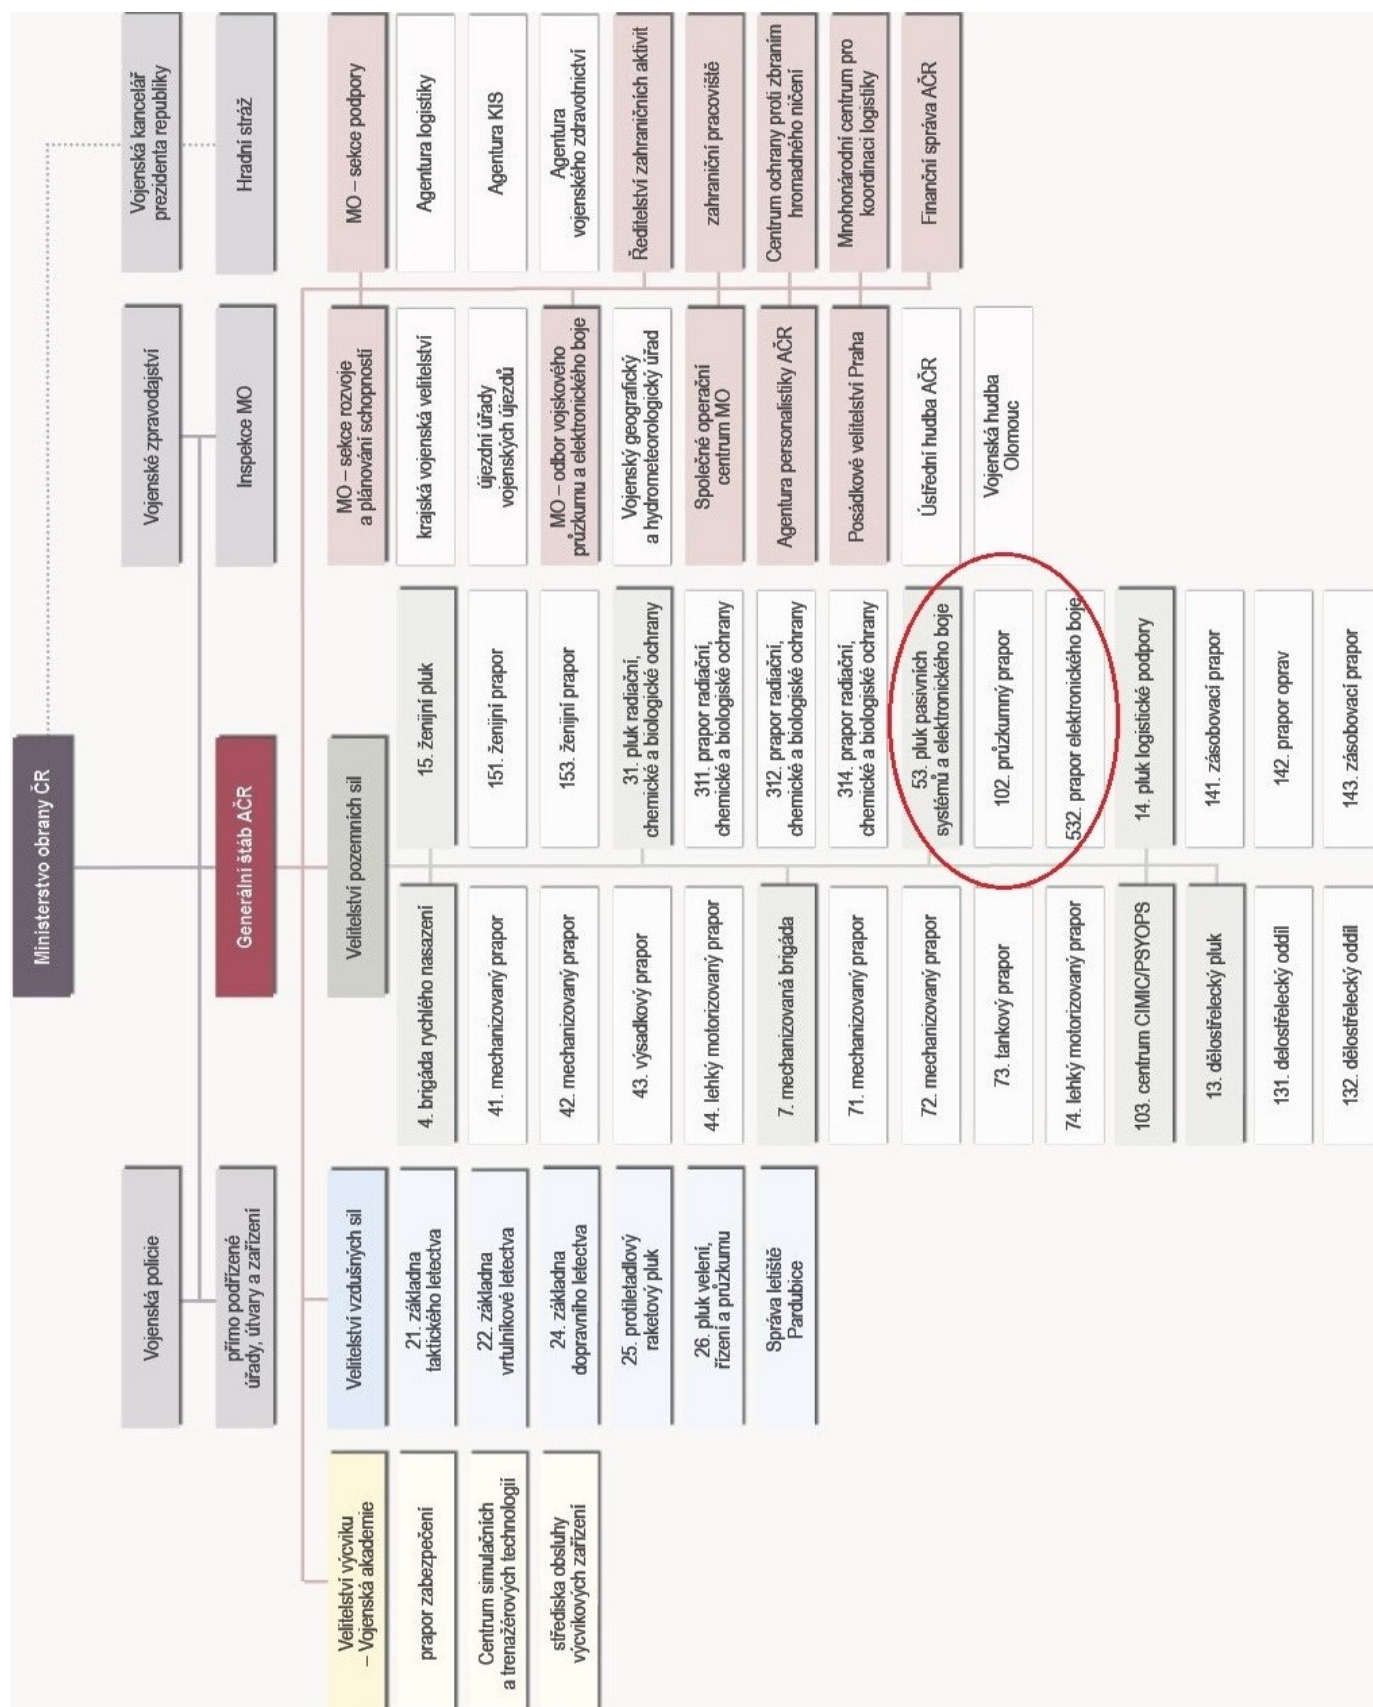 Ministerstvo obrany ČR
Vojenská policie
Vojenské zpravodajství
Vojenská kancelář
prezidenta republiky
přímo podřízené
úřady, útvary a zařízení
Generální štáb AČR
Inspekce MO
Hradní stráž
Velitelství výcviku
– Vojenská akademie
prapor zabezpečení
Centrum simulačních
a trenažérových technologií
střediska obsluhy
výcvikových zařízení
Velitelství vzdušných sil
21. základna
taktického letectva
22. základna
vrtulníkové letectva
24. základna
dopravního letectva
25. protiletadlový
raketový pluk
26. pluk velení,
řízení a průzkumu
Správa letiště
Pardubice
Velitelství pozemních sil
4. brigáda rychlého nasazení
41. mechanizovaný prapor
42. mechanizovaný prapor
43. výsadkový prapor
44. lehký motorizovaný prapor
7. mechanizovaná brigáda
71. mechanizovaný prapor
72. mechanizovaný prapor
73. tankový prapor
74. lehký motorizovaný prapor
103. centrum CIMIC/PSYOPS
13. dělostřelecký pluk
131. delostřelecký oddíl
132. dělostřelecký oddíl
15. ženijní pluk
151. ženijní prapor
153. ženijní prapor
31. pluk radiační,
chemické a biologické ochrany
311. prapor radiační,
chemické a biologické ochrany
312. prapor radiační,
chemické a biologiské ochrany
314. prapor radiační,
chemické a biologické ochrany
53. pluk pasivních
systémů a elektronického boje
102. průzkumný prapor
532. prapor elektronického boje
14. pluk logistické podpory
141. zásobovací prapor
142. prapor oprav
143. zásobovací prapor
MO – sekce rozvoje
a plánování schopností
krajská vojenská velitelství
újezdní úřady
vojenských újezdů
MO – odbor vojskového
průzkumu a elektronického boje
Vojenský geografický
a hydrometeorologický úřad
Společné operační
centrum MO
Agentura personalistiky AČR
Posádkové velitelství Praha
Ústřední hudba AČR
Vojenská hudba
Olomouc
MO – sekce podpory
Agentura logistiky
Agentura KIS
Agentura
vojenského zdravotnictví
Ředitelství zahraničních aktivit
zahraniční pracoviště
Centrum ochrany proti zbraním
hromadného ničení
Mnohonárodní centrum pro
koordinaci logistiky
Finanční správa AČR